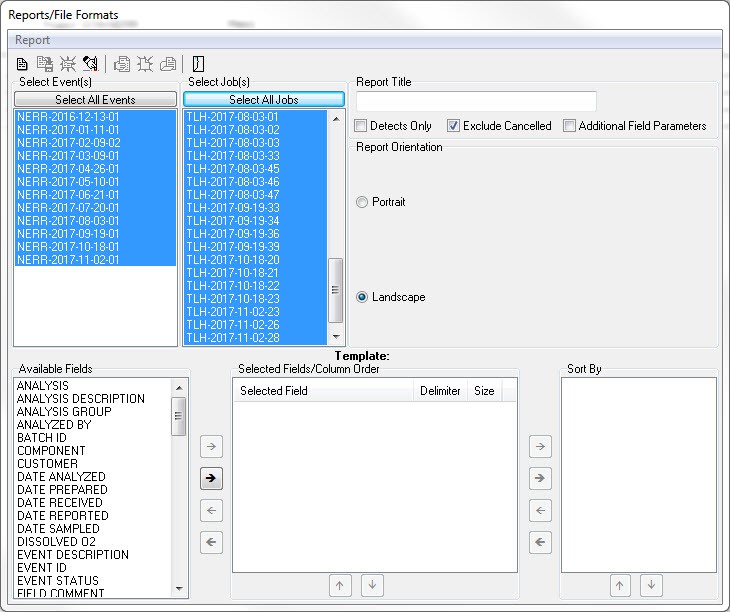 Reports/File Formats
Report
Select Event(s)
Select All Events
NERR-2016-12-13-01
NERR-2017-01-11-01
NERR-2017-02-09-02
NERR-2017-03-09-01
NERR-2017-04-26-01
NERR-2017-05-10-01
NERR-2017-06-21-01
NERR-2017-07-20-01
NERR-2017-08-03-01
NERR-2017-09-19-01
NERR-2017-10-18-01
NERR-2017-11-02-01
Select Job(s)
Select All Jobs
TLH-2017-08-03-01
TLH-2017-08-03-02
TLH-2017-08-03-03
TLH-2017-08-03-33
TLH-2017-08-03-45
TLH-2017-08-03-46
TLH-2017-08-03-47
TLH-2017-09-19-33
TLH-2017-09-19-34
TLH-2017-09-19-36
TLH-2017-09-19-39
TLH-2017-10-18-20
TLH-2017-10-18-21
TLH-2017-10-18-22
TLH-2017-10-18-23
TLH-2017-11-02-23
TLH-2017-11-02-26
TLH-2017-11-02-28
Report Title
Detects Only
Exclude Cancelled
Additional Field Parameters
Report Orientation
Portrait
Landscape
Template:
Available Fields
ANALYSIS
ANALYSIS DESCRIPTION
ANALYSIS GROUP
ANALYZED BY
BATCH ID
COMPONENT
CUSTOMER
DATE ANALYZED
DATE PREPARED
DATE RECEIVED
DATE REPORTED
DATE SAMPLED
DISSOLVED O2
EVENT DESCRIPTION
EVENT ID
EVENT STATUS
FIELD COMMENT
Selected Fields/Column Order
Selected Field Delimiter Size
Sort By